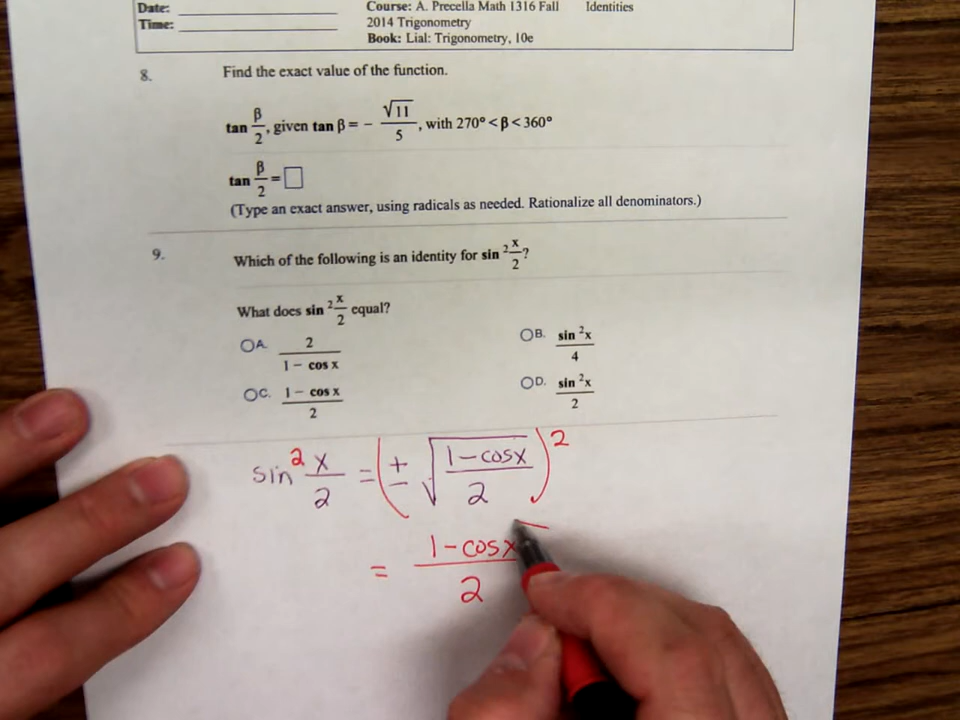 Date: Course: A. Precella Math 1316 Fall Identities
Time: 2014 Trigonometry
Book: Lial: Trigonometry, 10e
8. Find the exact value of the function.
tan β/2, given tan β = − √11/5, with 270° < β < 360°
tan β/2 = □
(Type an exact answer, using radicals as needed. Rationalize all denominators.)
9. Which of the following is an identity for sin² x/2?
What does sin² x/2 equal?
A. 2/(1 − cos x) B. sin²x/4
C. (1 − cos x)/2 D. sin²x/2
sin² x/2 = (± √((1-cosx)/2))²
= (1-cosx)/2